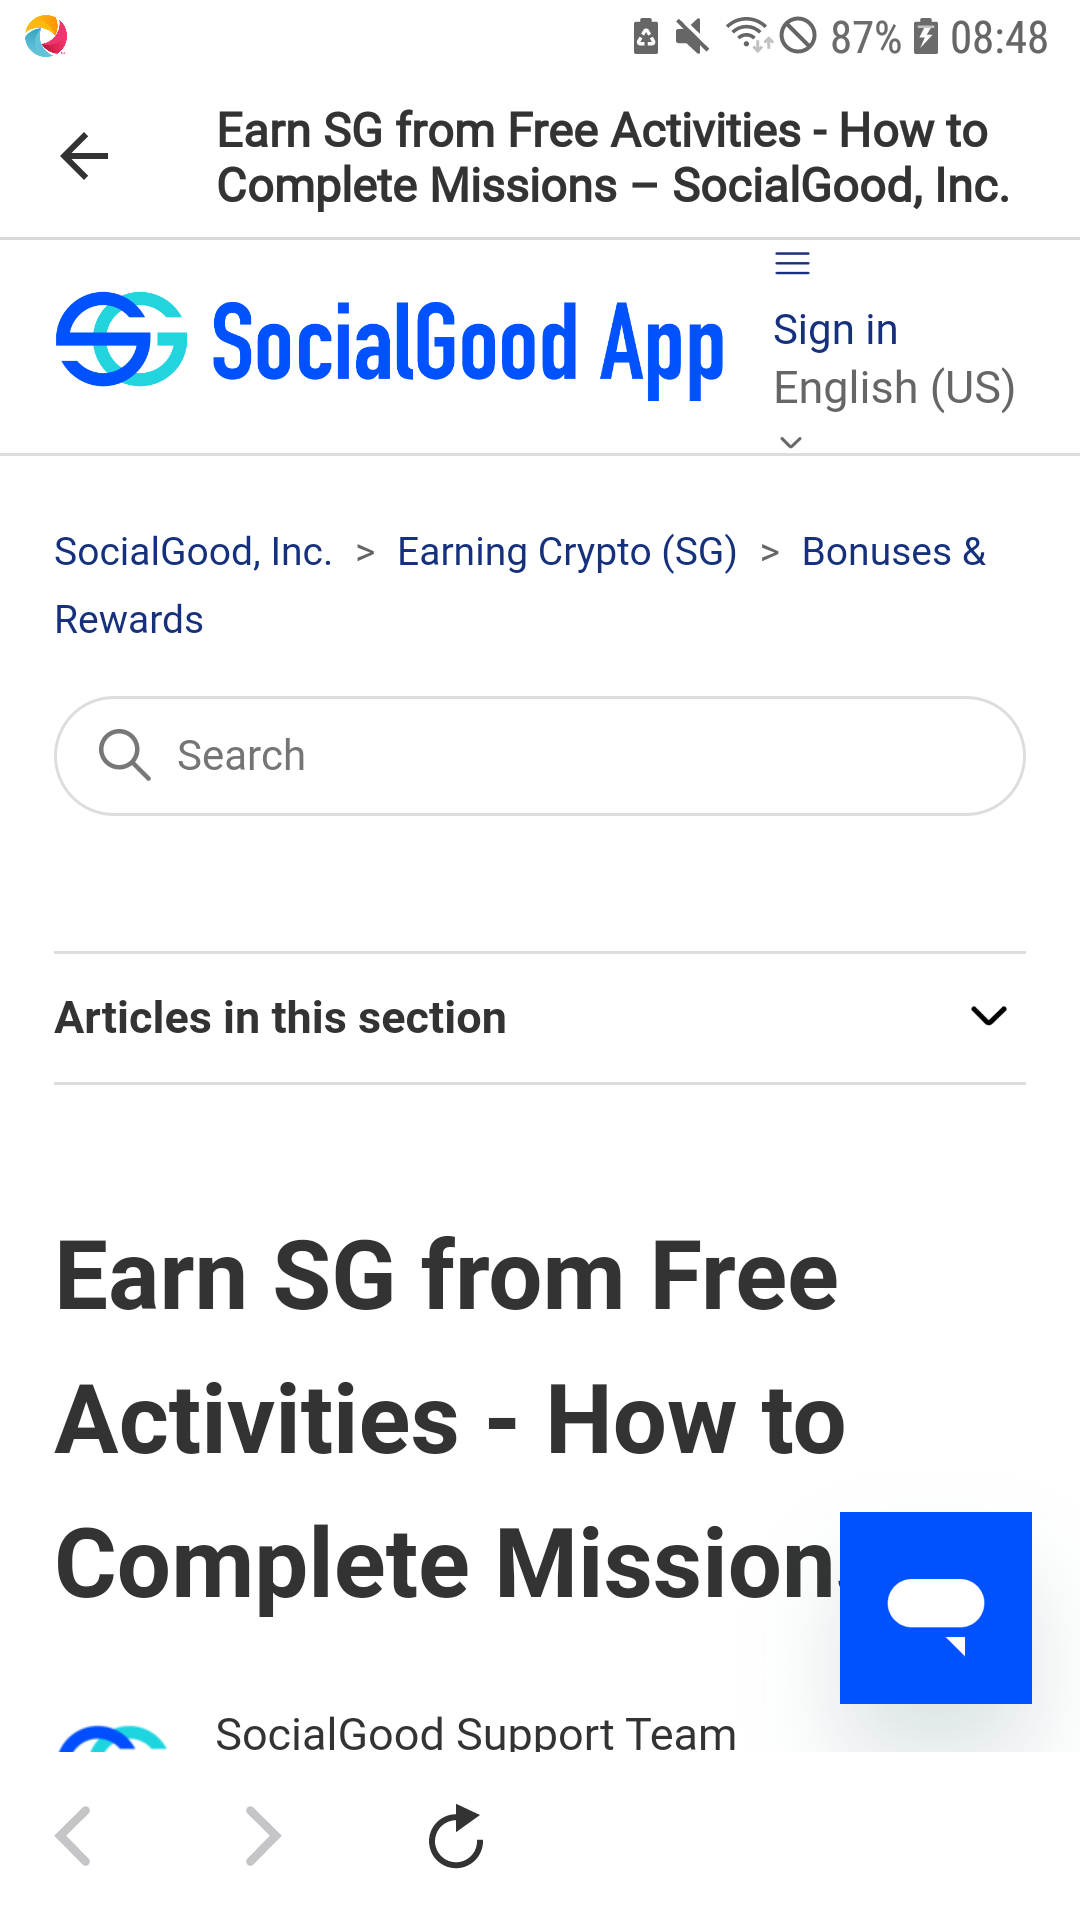 87% 08:48
Earn SG from Free Activities - How to
Complete Missions – SocialGood, Inc.
SocialGood App
Sign in
English (US)
SocialGood, Inc. > Earning Crypto (SG) > Bonuses &
Rewards
Search
Articles in this section
Earn SG from Free
Activities - How to
Complete Missions
SocialGood Support Team